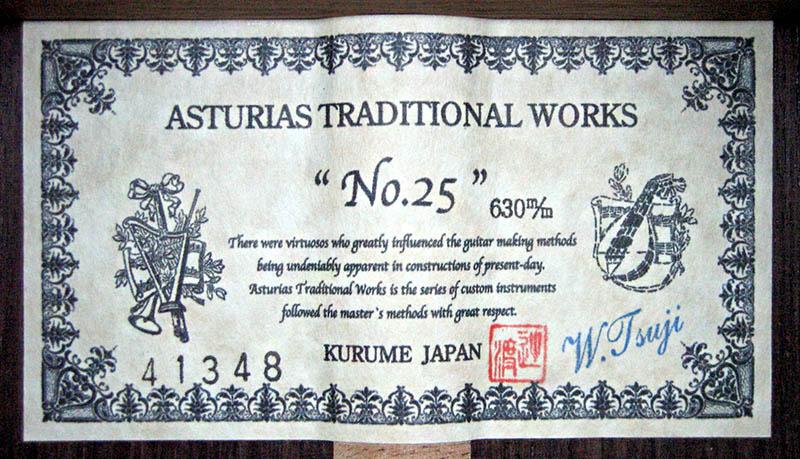 ASTURIAS TRADITIONAL WORKS
“No.25” 630m/m
There were virtuosos who greatly influenced the guitar making methods
being undeniably apparent in constructions of present-day.
Asturias Traditional Works is the series of custom instruments
followed the master's methods with great respect.
KURUME JAPAN
W.Tsuji
41348